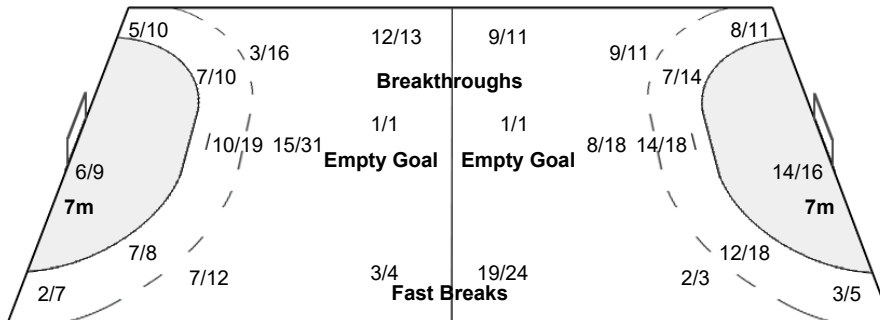 5/10 12/13 9/11 8/11
3/16 9/11
7/10 Breakthroughs 7/14
1/1 1/1
10/19 15/31 8/18 14/18
Empty Goal Empty Goal
6/9 14/16
7m 7m
7/8 12/18
7/12 3/4 19/24 2/3
2/7 Fast Breaks 3/5